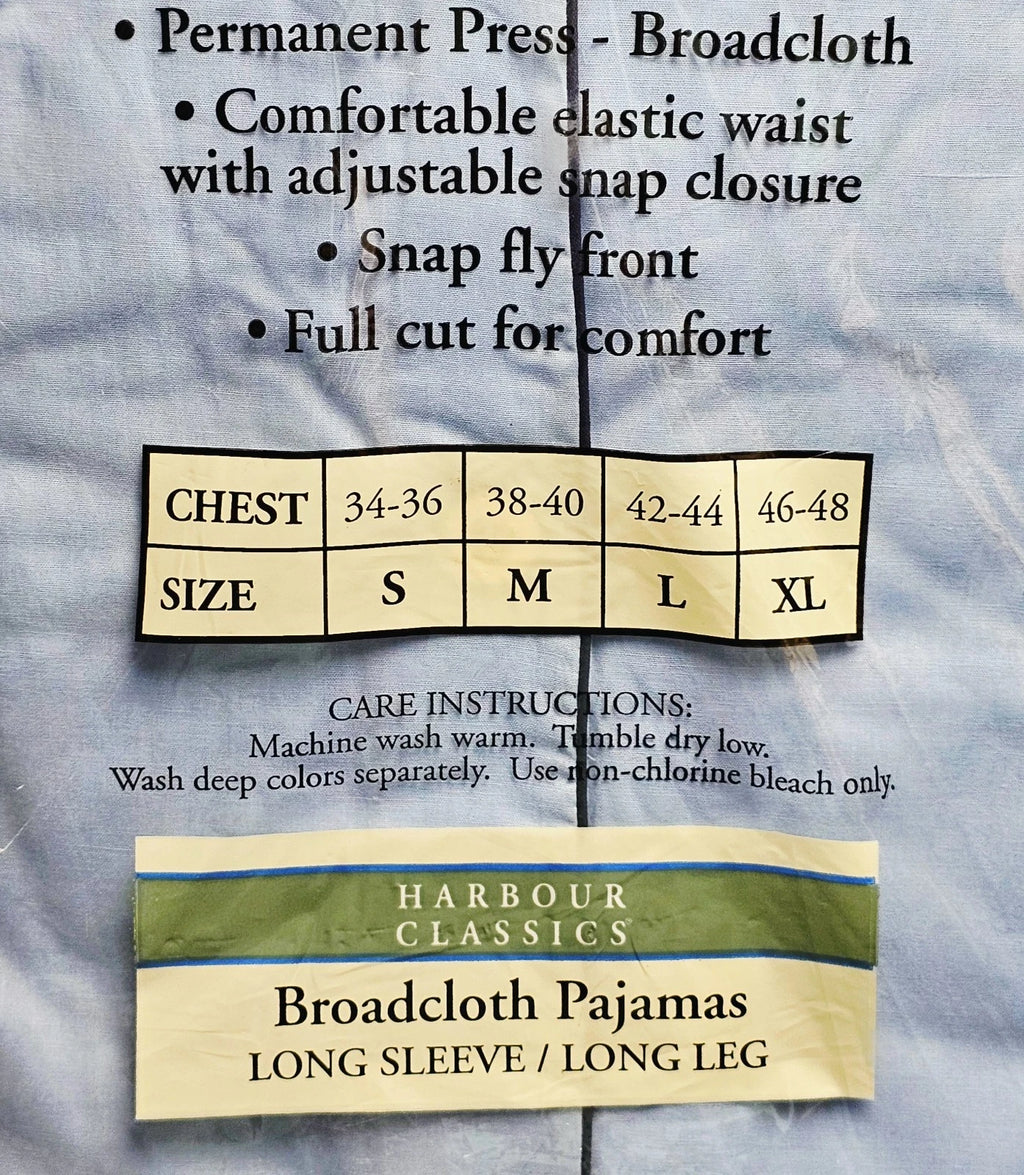 • Permanent Press - Broadcloth
• Comfortable elastic waist
with adjustable snap closure
• Snap fly front
• Full cut for comfort
CHEST 34-36 38-40 42-44 46-48
SIZE S M L XL
CARE INSTRUCTIONS:
Machine wash warm. Tumble dry low.
Wash deep colors separately. Use non-chlorine bleach only.
HARBOUR
CLASSICS
Broadcloth Pajamas
LONG SLEEVE / LONG LEG